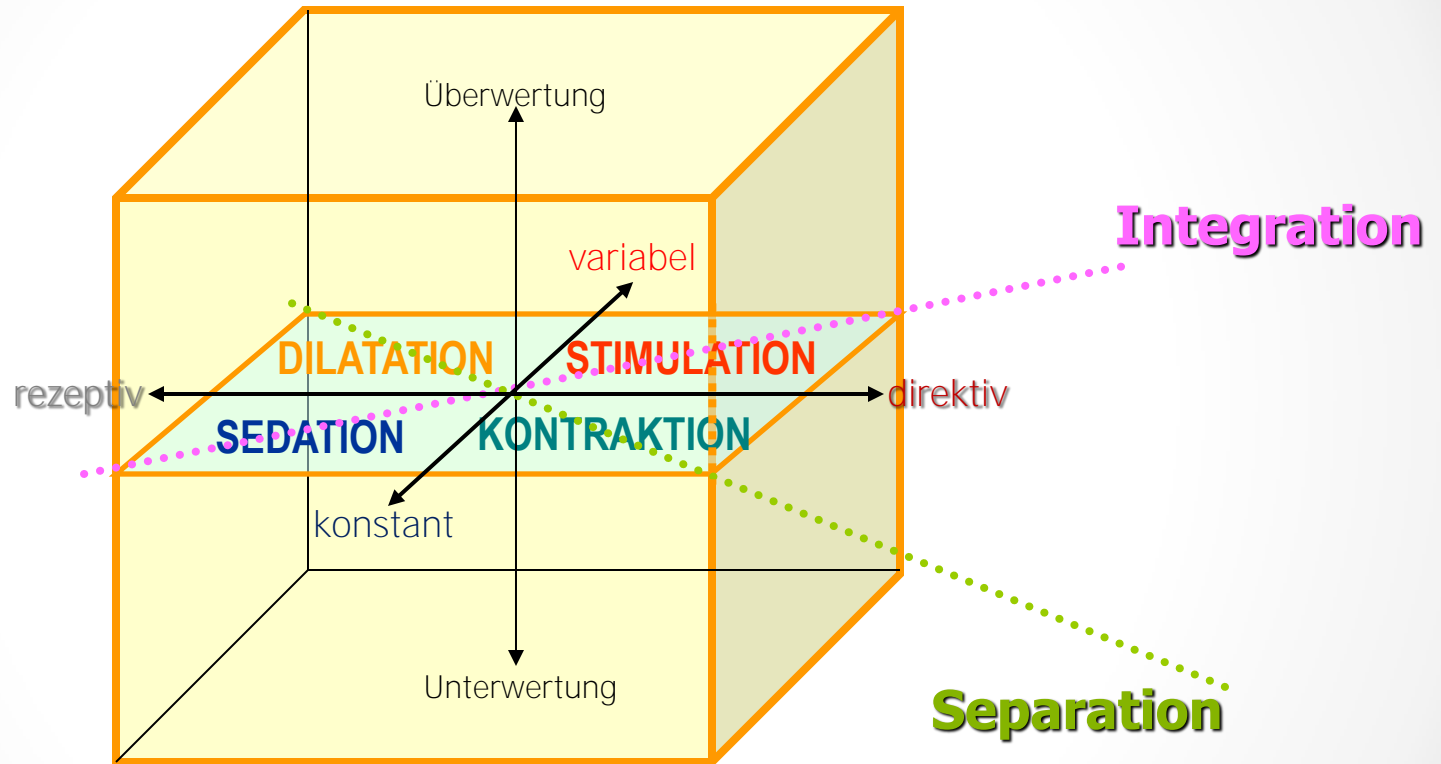 Überwertung
Integration
variabel
DILATATION STIMULATION
rezeptiv direktiv
SEDATION KONTRAKTION
konstant
Unterwertung
Separation